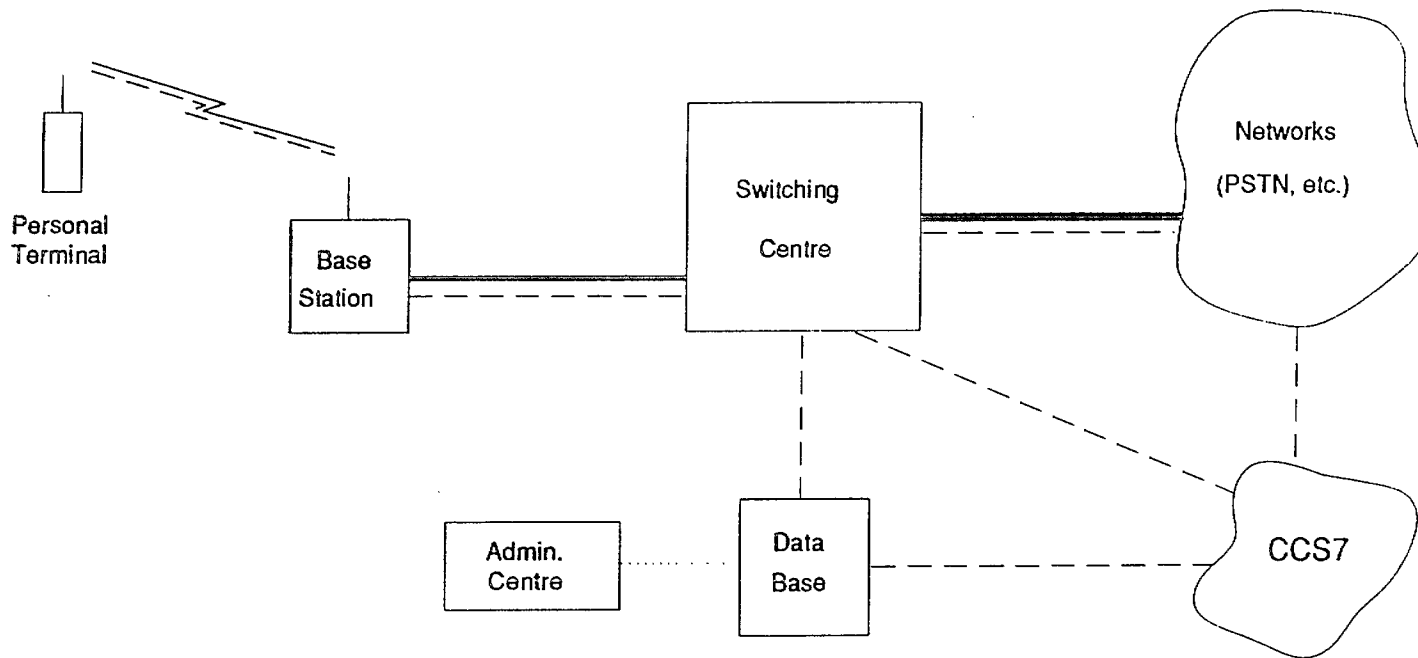 Personal
Terminal
Base
Station
Switching
Centre
Networks
(PSTN, etc.)
Admin.
Centre
Data
Base
CCS7